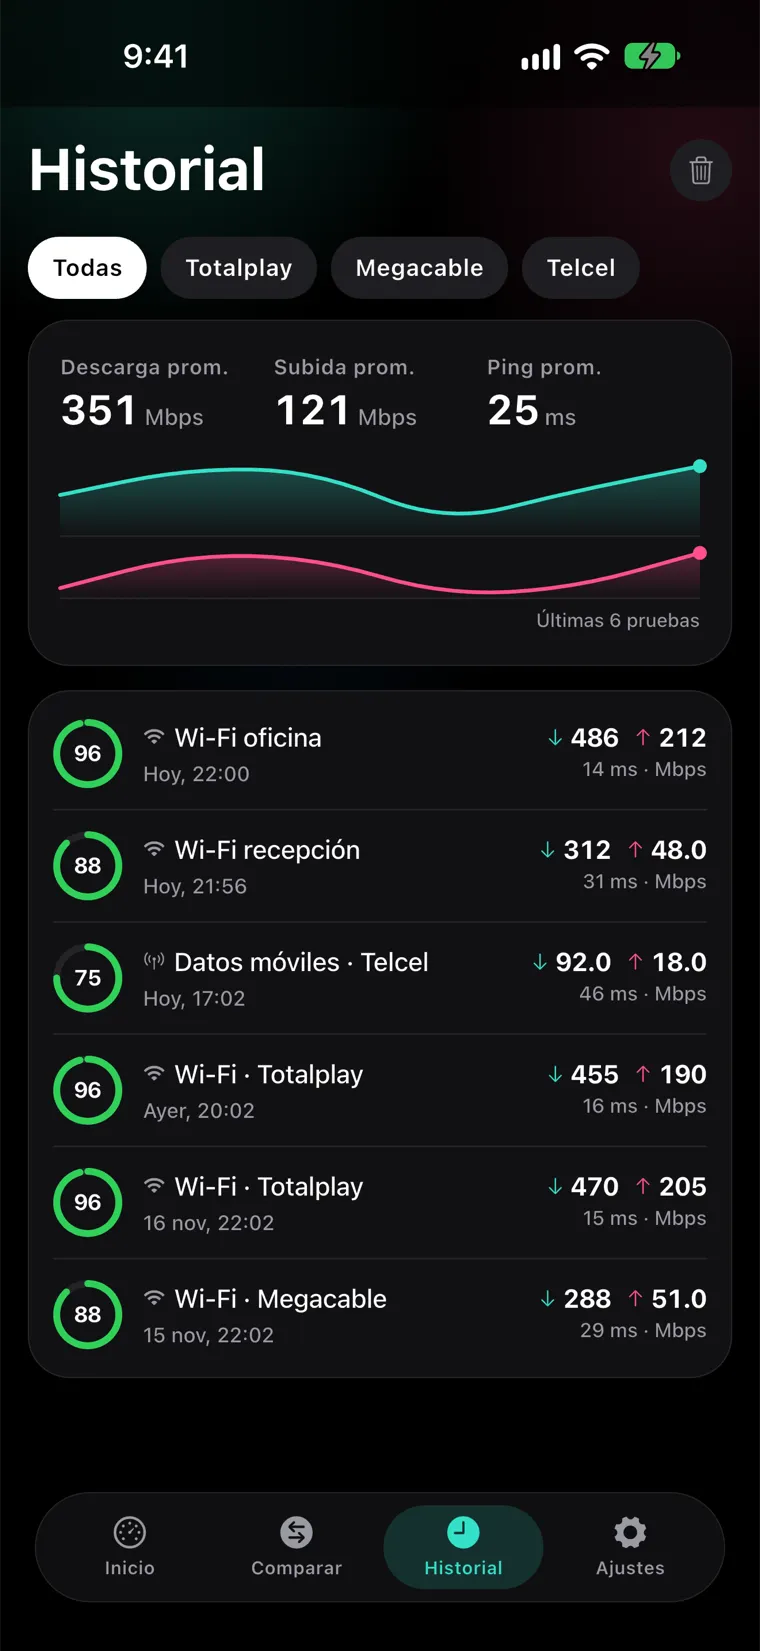 9:41
Historial
Todas Totalplay Megacable Telcel
Descarga prom. Subida prom. Ping prom.
351 Mbps 121 Mbps 25 ms
Últimas 6 pruebas
96 Wi-Fi oficina ↓ 486 ↑ 212
Hoy, 22:00 14 ms · Mbps
88 Wi-Fi recepción ↓ 312 ↑ 48.0
Hoy, 21:56 31 ms · Mbps
75 Datos móviles · Telcel ↓ 92.0 ↑ 18.0
Hoy, 17:02 46 ms · Mbps
96 Wi-Fi · Totalplay ↓ 455 ↑ 190
Ayer, 20:02 16 ms · Mbps
96 Wi-Fi · Totalplay ↓ 470 ↑ 205
16 nov, 22:02 15 ms · Mbps
88 Wi-Fi · Megacable ↓ 288 ↑ 51.0
15 nov, 22:02 29 ms · Mbps
Inicio Comparar Historial Ajustes